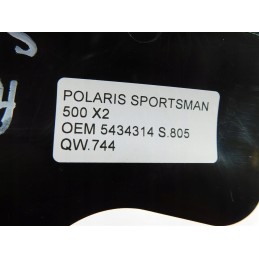 POLARIS SPORTSMAN
500 X2
OEM 5434314 S.805
QW.744